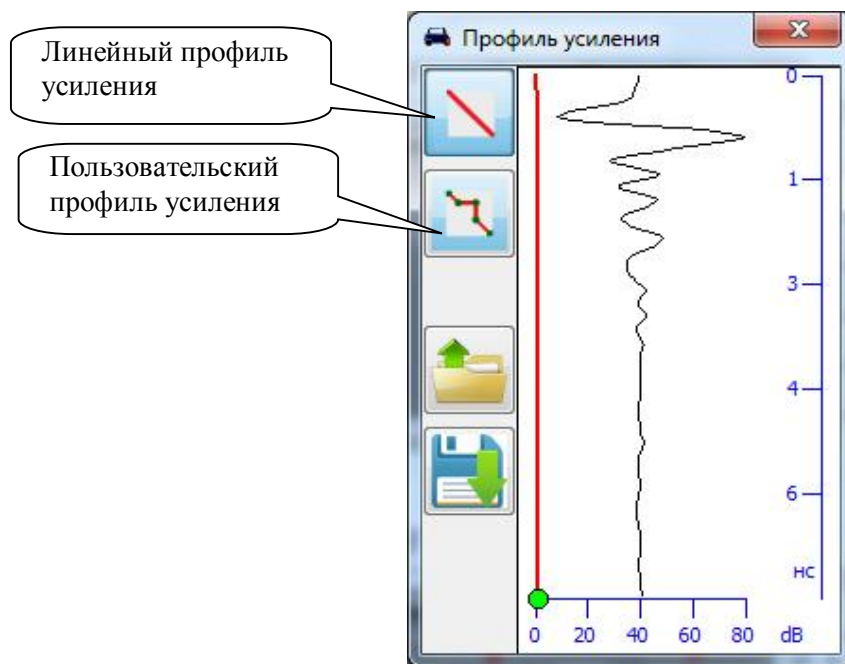 Линейный профиль
усиления
Пользовательский
профиль усиления
Профиль усиления
0
1
3
4
6
нс
0 20 40 60 80 dB